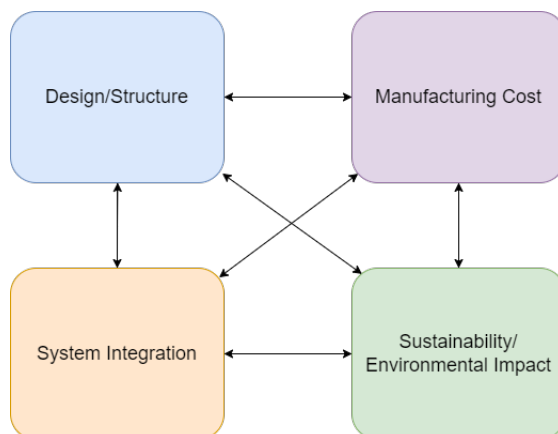 Design/Structure
Manufacturing Cost
System Integration
Sustainability/
Environmental Impact